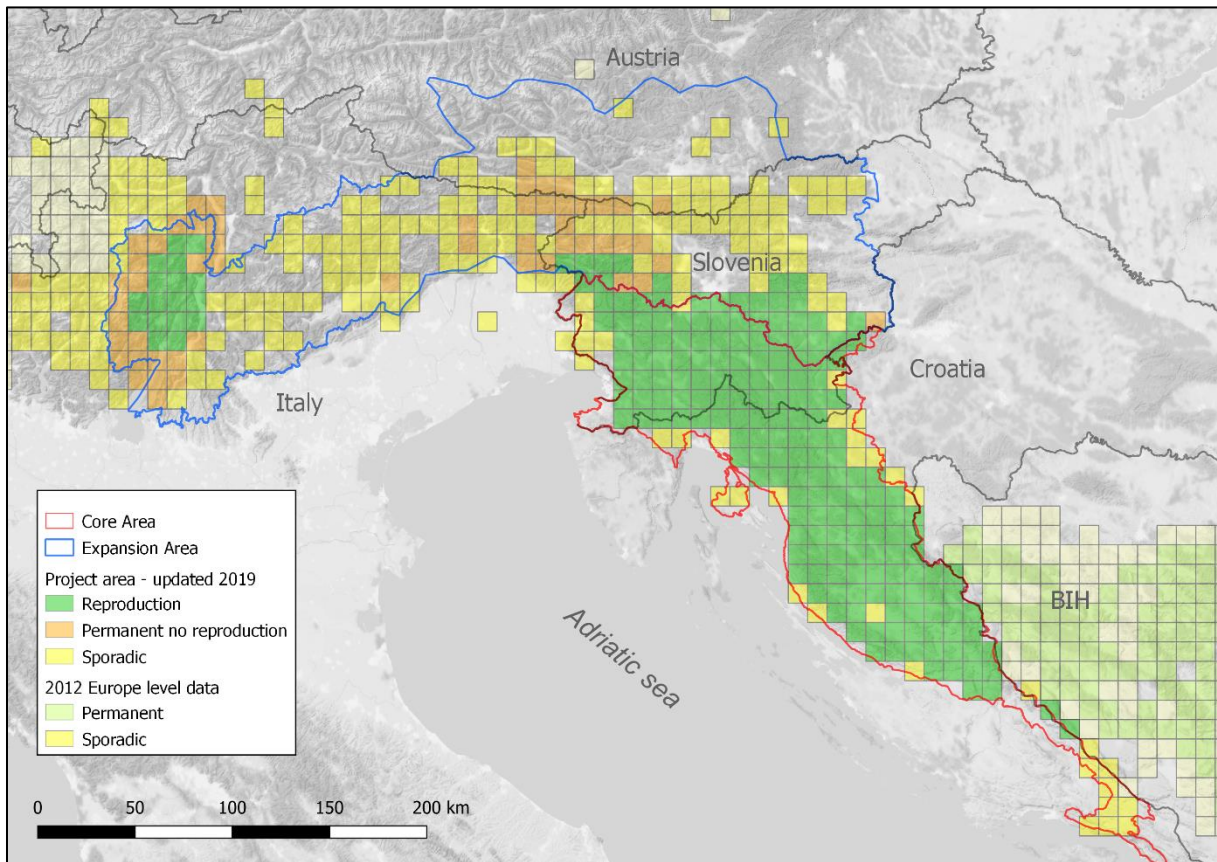 Austria
Slovenia
Croatia
Italy
BIH
Adriatic sea
Core Area
Expansion Area
Project area - updated 2019
Reproduction
Permanent no reproduction
Sporadic
2012 Europe level data
Permanent
Sporadic
0 50 100 150 200 km